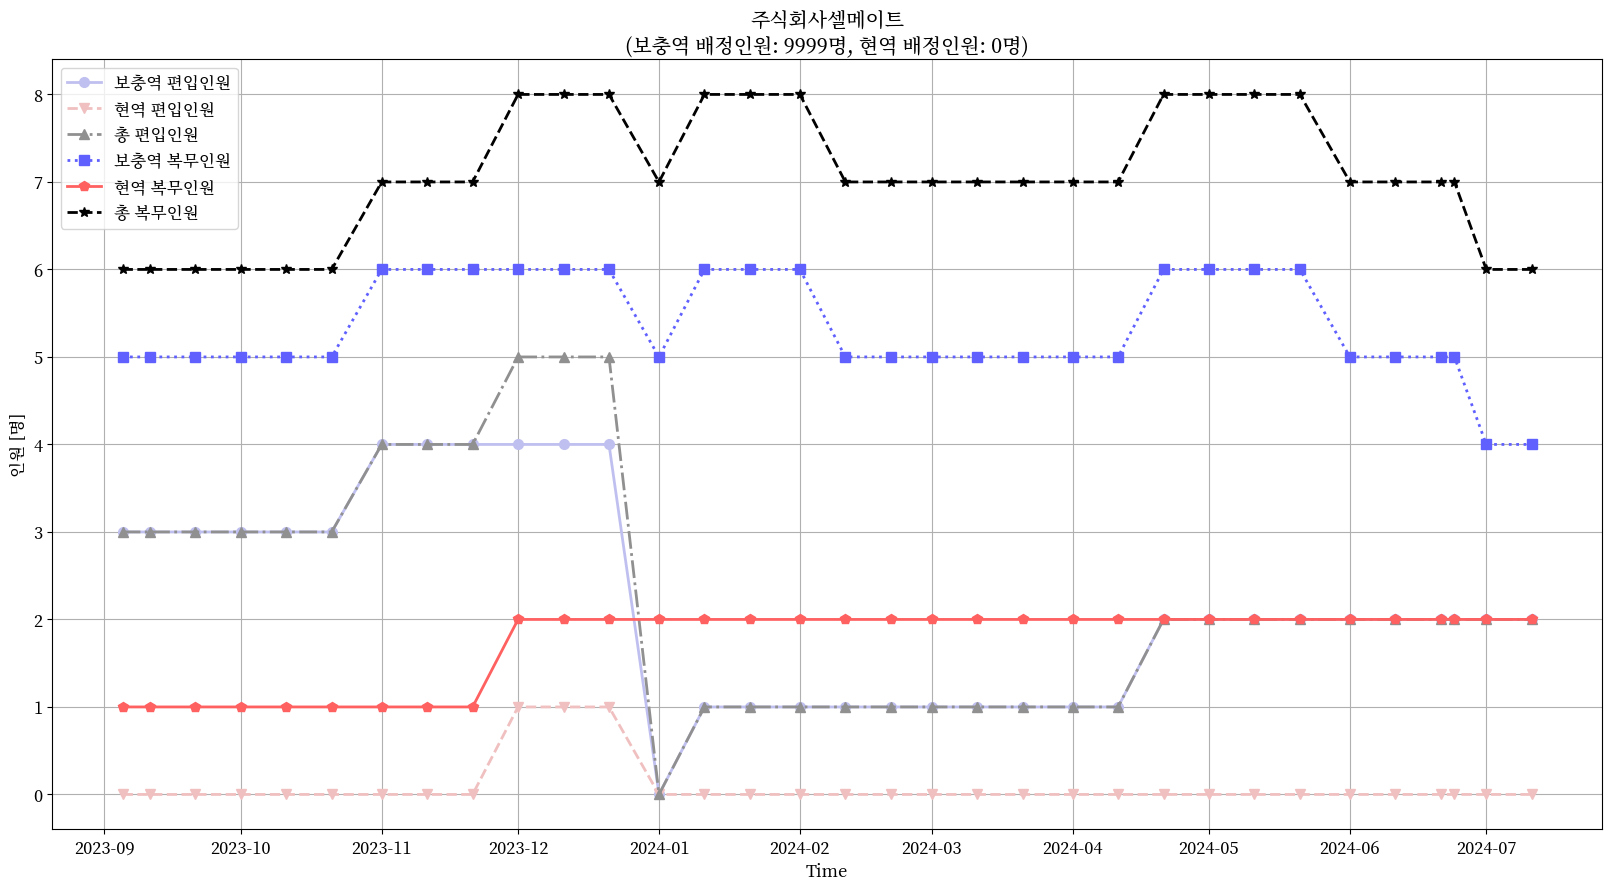 주식회사셀메이트
(보충역 배정인원: 9999명, 현역 배정인원: 0명)
보충역 편입인원
현역 편입인원
총 편입인원
보충역 복무인원
현역 복무인원
총 복무인원
인원 [명]
8
7
6
5
4
3
2
1
0
2023-09 2023-10 2023-11 2023-12 2024-01 2024-02 2024-03 2024-04 2024-05 2024-06 2024-07
Time